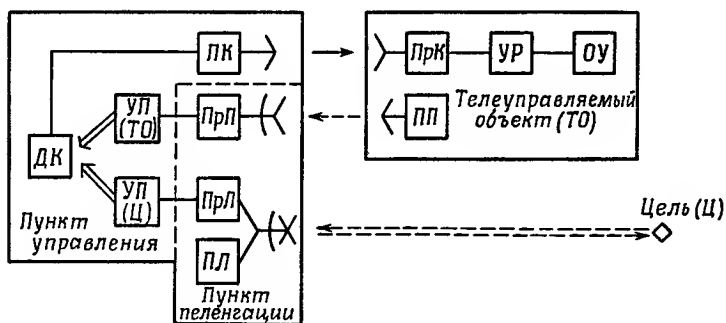 ПК
ПрК
УР
ОУ
УП
(ТО)
ПрП
ПП
Телеуправляемый
объект (ТО)
ДК
УП
(Ц)
ПрЛ
Цель (Ц)
Пункт
управления
ПЛ
Пункт
пеленгации